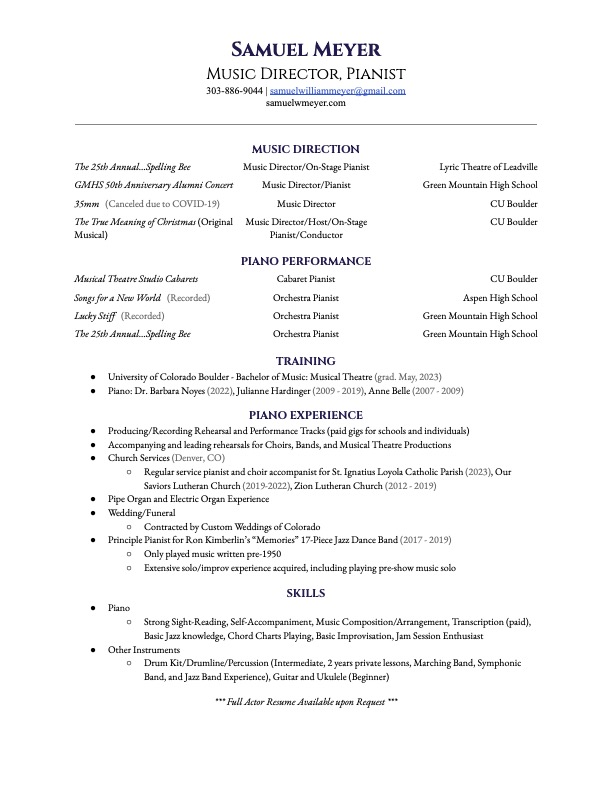 Samuel Meyer
Music Director, Pianist
303-886-9044 | samuelwilliammeyer@gmail.com
samuelwmeyer.com
MUSIC DIRECTION
The 25th Annual...Spelling Bee Music Director/On-Stage Pianist Lyric Theatre of Leadville
GMHS 50th Anniversary Alumni Concert Music Director/Pianist Green Mountain High School
35mm (Canceled due to COVID-19) Music Director CU Boulder
The True Meaning of Christmas (Original Music Director/Host/On-Stage CU Boulder
Musical) Pianist/Conductor
PIANO PERFORMANCE
Musical Theatre Studio Cabarets Cabaret Pianist CU Boulder
Songs for a New World (Recorded) Orchestra Pianist Aspen High School
Lucky Stiff (Recorded) Orchestra Pianist Green Mountain High School
The 25th Annual...Spelling Bee Orchestra Pianist Green Mountain High School
TRAINING
● University of Colorado Boulder - Bachelor of Music: Musical Theatre (grad. May, 2023)
● Piano: Dr. Barbara Noyes (2022), Julianne Hardinger (2009 - 2019), Anne Belle (2007 - 2009)
PIANO EXPERIENCE
● Producing/Recording Rehearsal and Performance Tracks (paid gigs for schools and individuals)
● Accompanying and leading rehearsals for Choirs, Bands, and Musical Theatre Productions
● Church Services (Denver, CO)
○ Regular service pianist and choir accompanist for St. Ignatius Loyola Catholic Parish (2023), Our
Saviors Lutheran Church (2019-2022), Zion Lutheran Church (2012 - 2019)
● Pipe Organ and Electric Organ Experience
● Wedding/Funeral
○ Contracted by Custom Weddings of Colorado
● Principle Pianist for Ron Kimberlin's "Memories" 17-Piece Jazz Dance Band (2017 - 2019)
○ Only played music written pre-1950
○ Extensive solo/improv experience acquired, including playing pre-show music solo
SKILLS
● Piano
○ Strong Sight-Reading, Self-Accompaniment, Music Composition/Arrangement, Transcription (paid),
Basic Jazz knowledge, Chord Charts Playing, Basic Improvisation, Jam Session Enthusiast
● Other Instruments
○ Drum Kit/Drumline/Percussion (Intermediate, 2 years private lessons, Marching Band, Symphonic
Band, and Jazz Band Experience), Guitar and Ukulele (Beginner)
*** Full Actor Resume Available upon Request ***